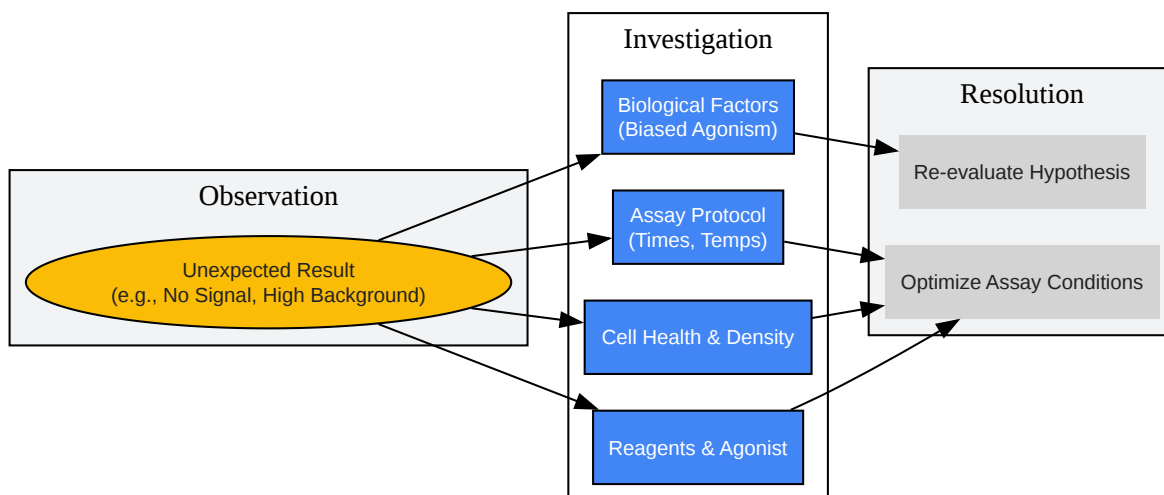 Observation
Unexpected Result
(e.g., No Signal, High Background)
Investigation
Biological Factors
(Biased Agonism)
Assay Protocol
(Times, Temps)
Cell Health & Density
Reagents & Agonist
Resolution
Re-evaluate Hypothesis
Optimize Assay Conditions